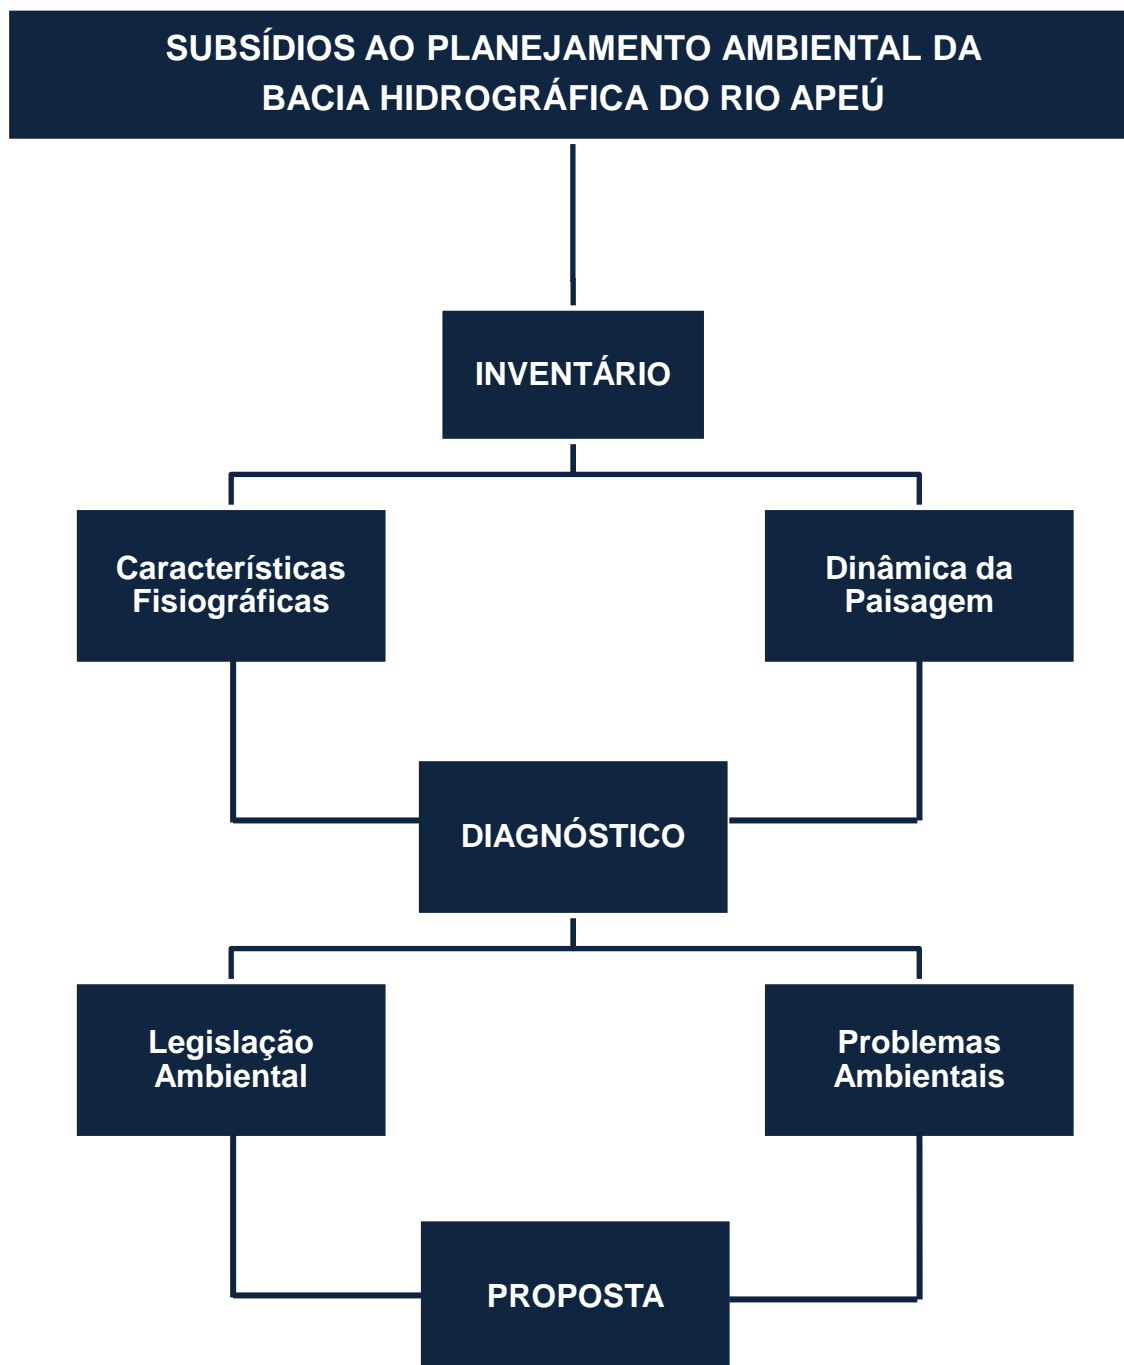 SUBSÍDIOS AO PLANEJAMENTO AMBIENTAL DA
BACIA HIDROGRÁFICA DO RIO APEÚ
INVENTÁRIO
Característícas
Fisiográficas
Dinâmica da
Paisagem
DIAGNÓSTICO
Legislação
Ambiental
Problemas
Ambientais
PROPOSTA